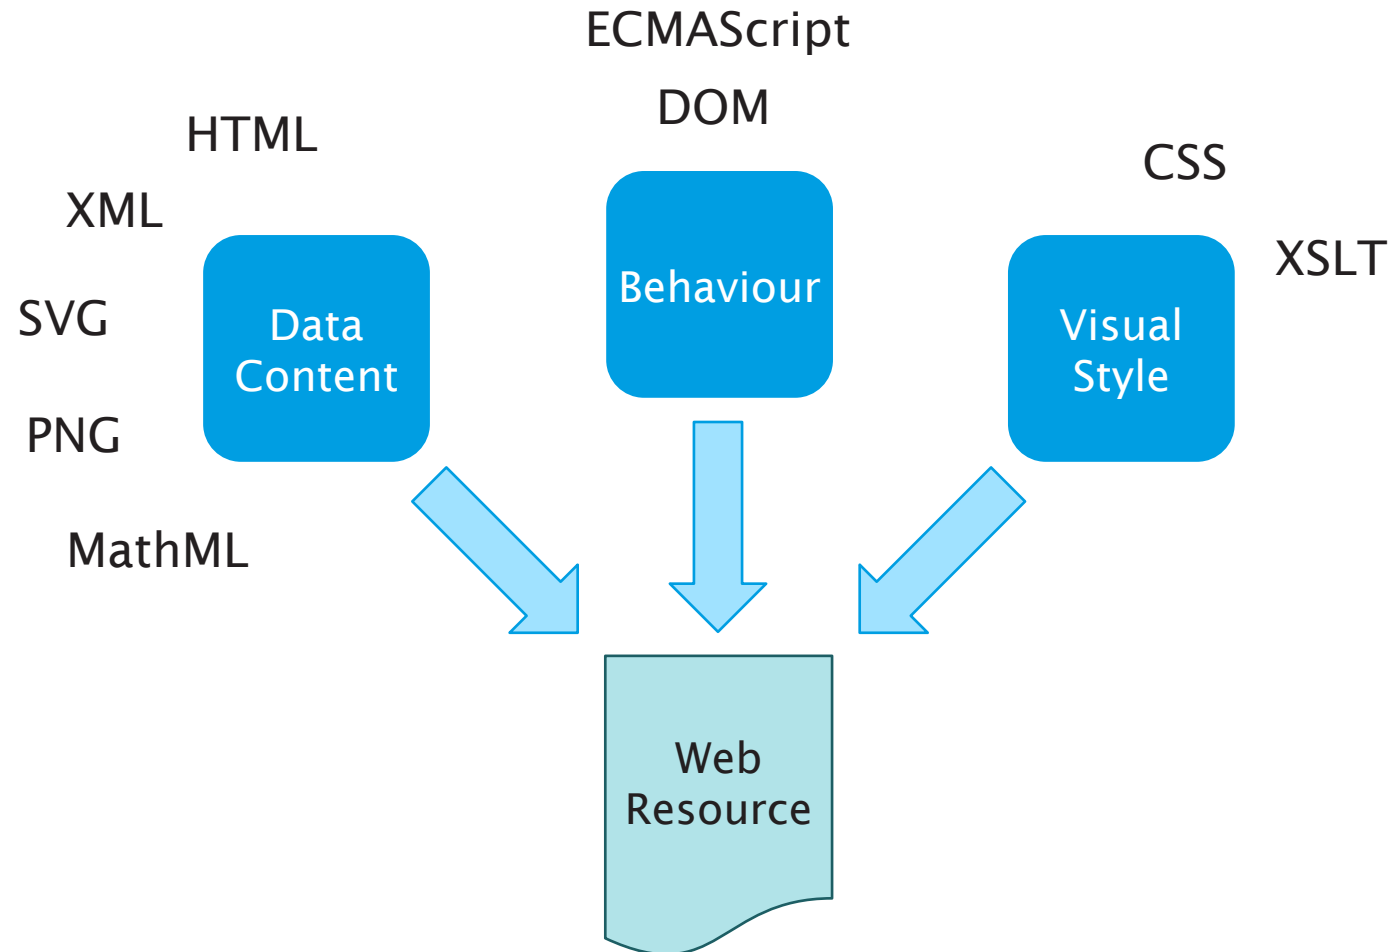 ECMAScript
DOM
HTML
XML
SVG
PNG
MathML
Data
Content
Behaviour
CSS
XSLT
Visual
Style
Web
Resource